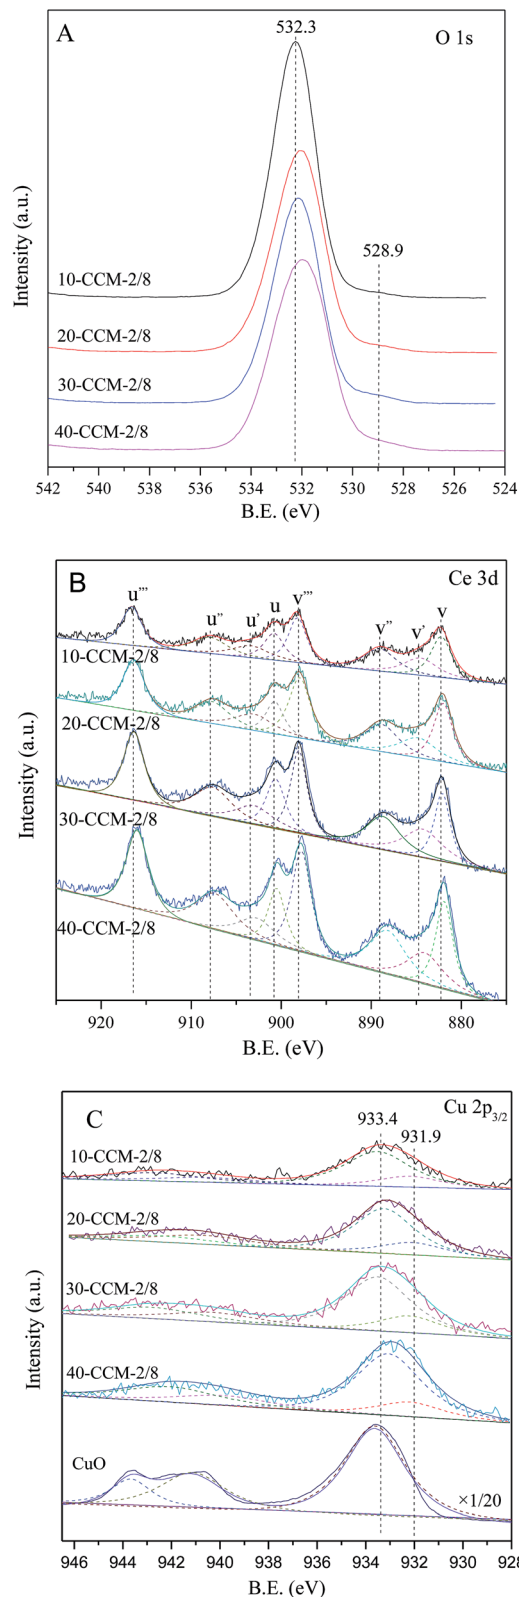 A
532.3
O 1s
528.9
10-CCM-2/8
20-CCM-2/8
30-CCM-2/8
40-CCM-2/8
Intensity (a.u.)
542 540 538 536 534 532 530 528 526 524
B.E. (eV)
B
Ce 3d
u''' u'' u' u v''' v'' v' v
10-CCM-2/8
20-CCM-2/8
30-CCM-2/8
40-CCM-2/8
Intensity (a.u.)
920 910 900 890 880
B.E. (eV)
C
933.4
Cu 2p3/2
931.9
10-CCM-2/8
20-CCM-2/8
30-CCM-2/8
40-CCM-2/8
CuO
×1/20
Intensity (a.u.)
946 944 942 940 938 936 934 932 930 928
B.E. (eV)